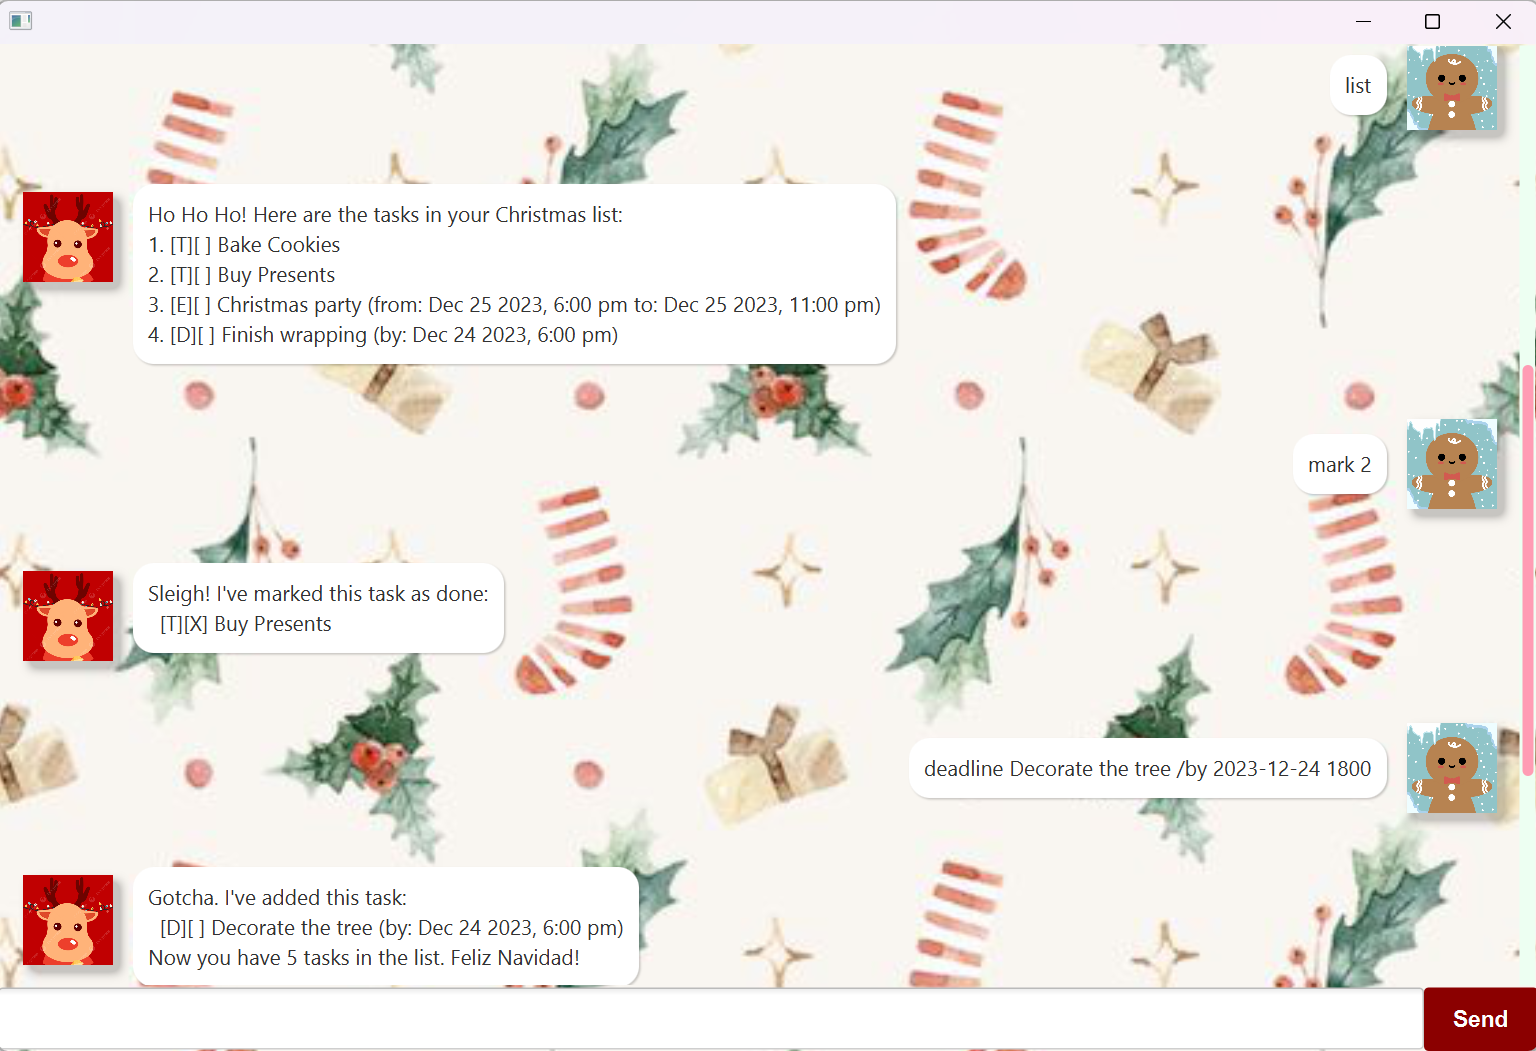 list
Ho Ho Ho! Here are the tasks in your Christmas list:
1. [T][ ] Bake Cookies
2. [T][ ] Buy Presents
3. [E][ ] Christmas party (from: Dec 25 2023, 6:00 pm to: Dec 25 2023, 11:00 pm)
4. [D][ ] Finish wrapping (by: Dec 24 2023, 6:00 pm)
mark 2
Sleigh! I've marked this task as done:
[T][X] Buy Presents
deadline Decorate the tree /by 2023-12-24 1800
Gotcha. I've added this task:
[D][ ] Decorate the tree (by: Dec 24 2023, 6:00 pm)
Now you have 5 tasks in the list. Feliz Navidad!
Send